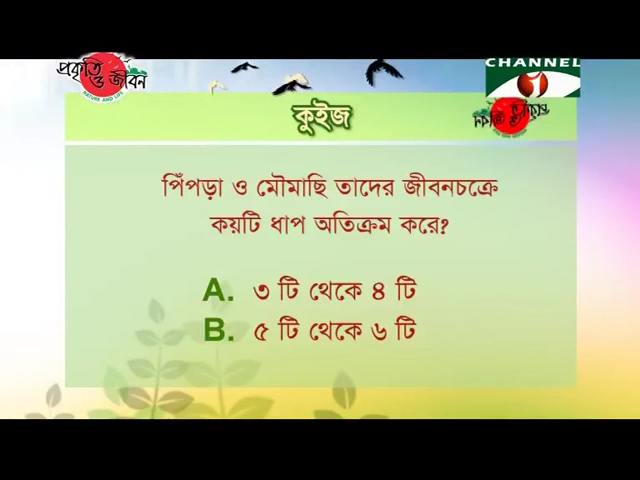 প্রকৃতি ও জীবন
NATURE AND LIFE
CHANNEL
i
কুইজ
পিঁপড়া ও মৌমাছি তাদের জীবনচক্রে
কয়টি ধাপ অতিক্রম করে?
A. ৩ টি থেকে ৪ টি
B. ৫ টি থেকে ৬ টি